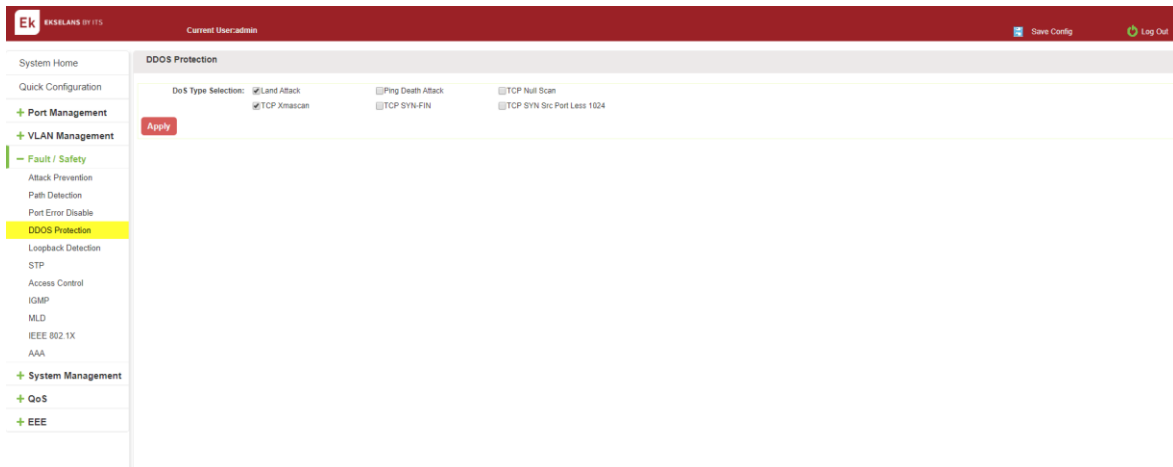 Ek EKSELANS BY ITS
Current User:admin
Save Config
Log Out
System Home
Quick Configuration
Port Management
VLAN Management
Fault / Safety
Attack Prevention
Path Detection
Port Error Disable
DDOS Protection
Loopback Detection
STP
Access Control
IGMP
MLD
IEEE 802.1X
AAA
System Management
QoS
EEE
DDOS Protection
DoS Type Selection: Land Attack Ping Death Attack TCP Null Scan
TCP Xmascan TCP SYN-FIN TCP SYN Src Port Less 1024
Apply